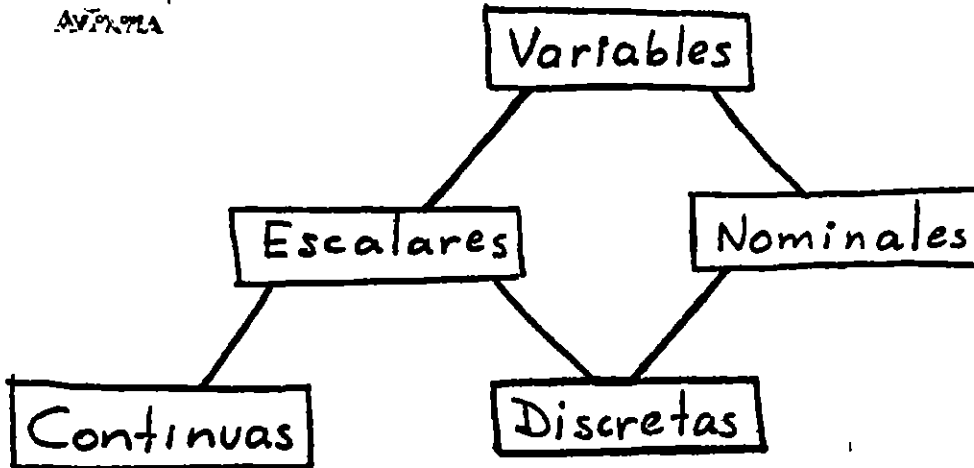 Variables
Escalares
Nominales
Continuas
Discretas